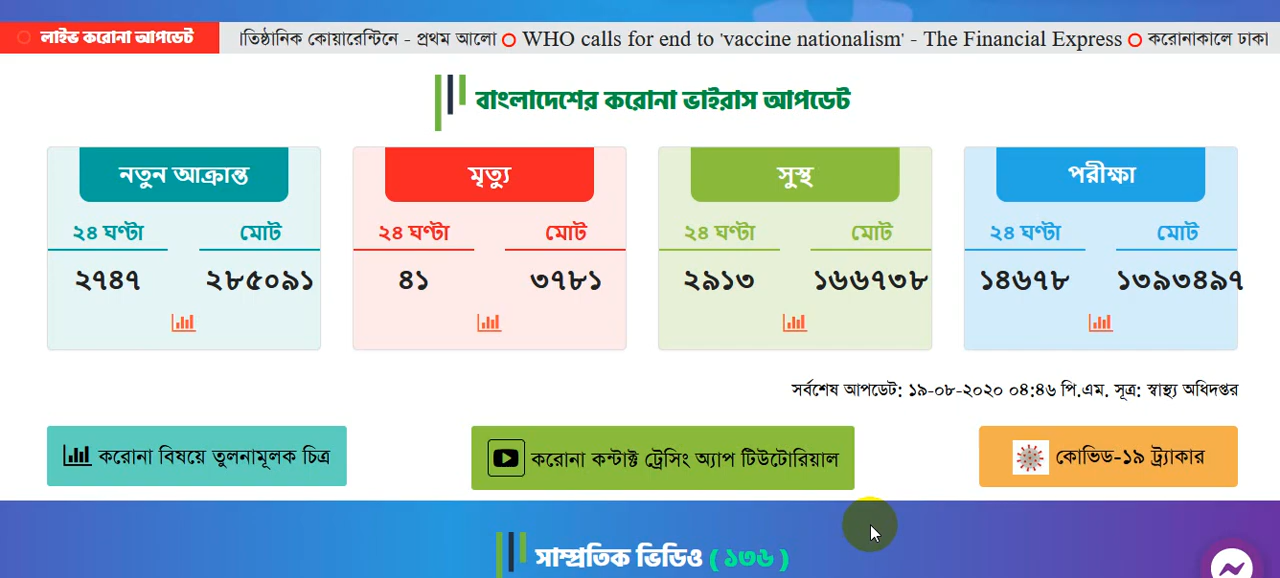 লাইভ করোনা আপডেট
তিষ্ঠানিক কোয়ারেন্টিনে - প্রথম আলো WHO calls for end to 'vaccine nationalism' - The Financial Express করোনাকালে ঢাকা
বাংলাদেশের করোনা ভাইরাস আপডেট
নতুন আক্রান্ত মৃত্যু সুস্থ পরীক্ষা
২৪ ঘণ্টা মোট ২৪ ঘণ্টা মোট ২৪ ঘণ্টা মোট ২৪ ঘণ্টা মোট
২৭৪৭ ২৮৫০৯১ ৪১ ৩৭৮১ ২৯১৩ ১৬৬৭৩৮ ১৪৬৭৮ ১৩৯৩৪৯৭
সর্বশেষ আপডেট: ১৯-০৮-২০২০ ০৪:৪৬ পি.এম. সূত্র: স্বাস্থ্য অধিদপ্তর
করোনা বিষয়ে তুলনামূলক চিত্র করোনা কন্টাক্ট ট্রেসিং অ্যাপ টিউটোরিয়াল কোভিড-১৯ ট্র্যাকার
সাম্প্রতিক ভিডিও ( ১৩৬ )